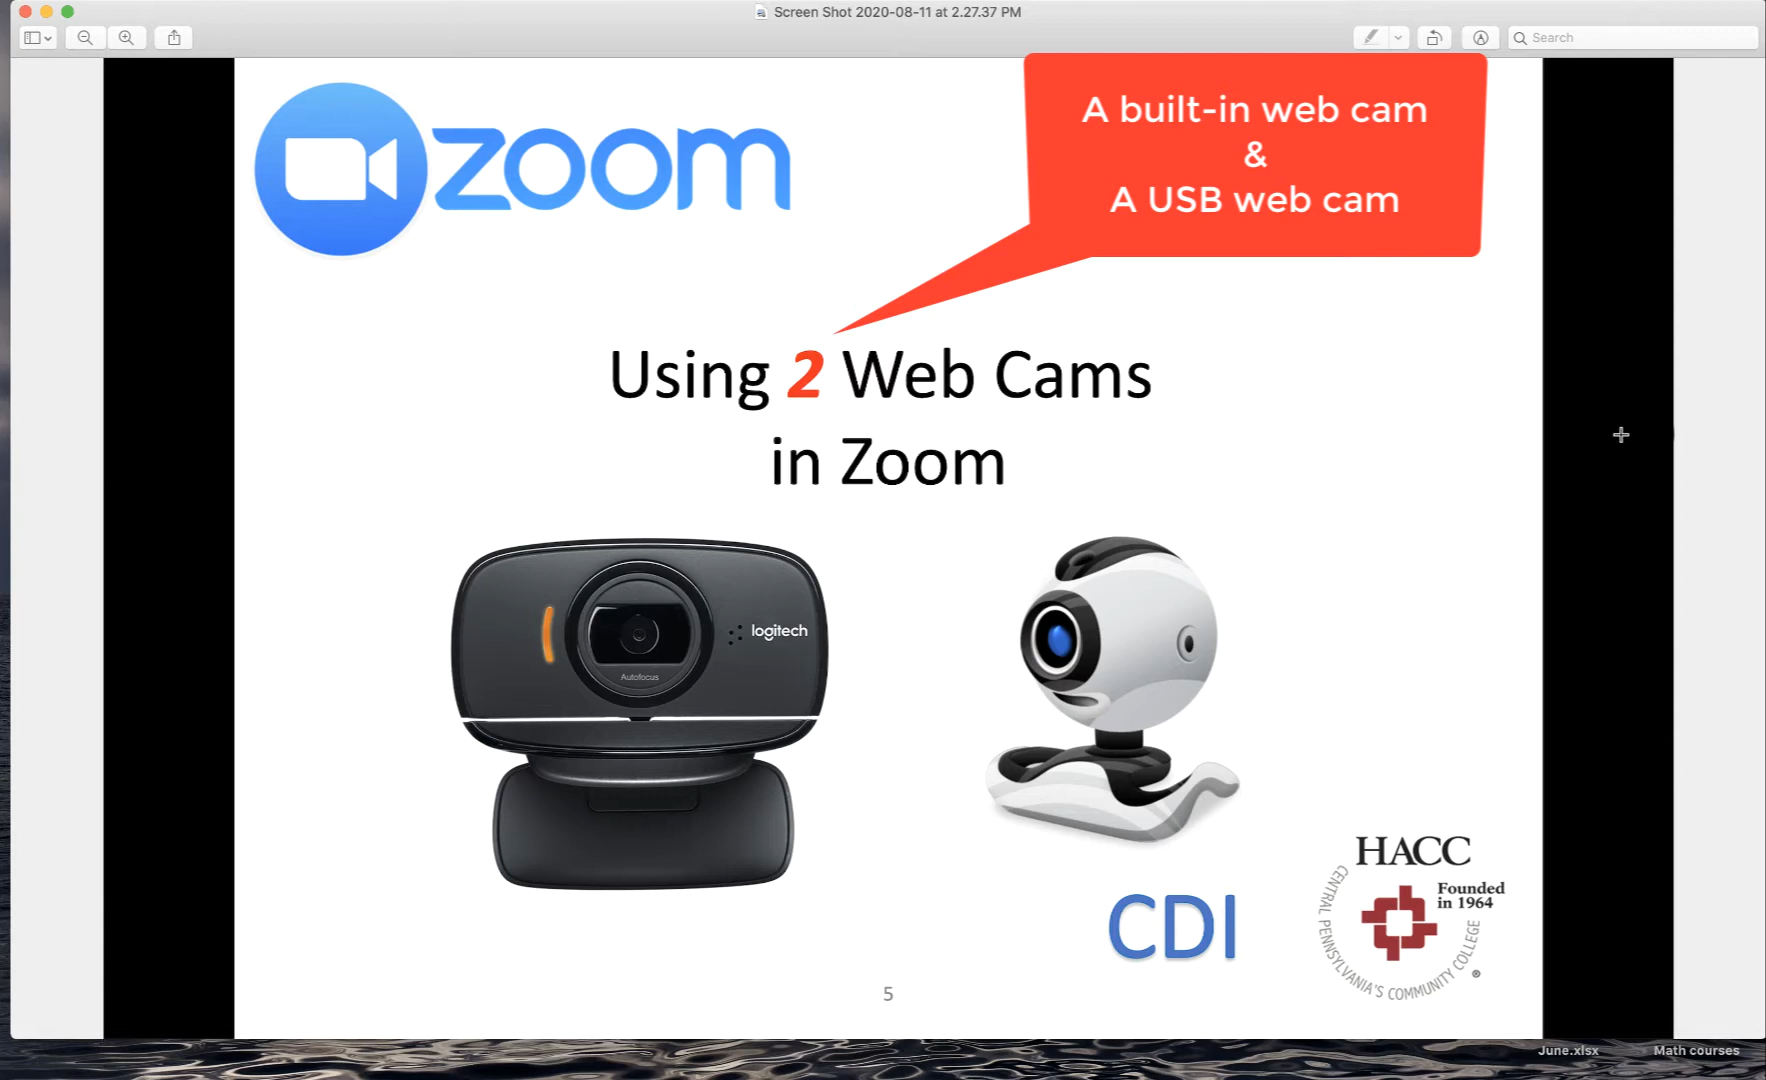 Screen Shot 2020-08-11 at 2.27.37 PM
Search
zoom
A built-in web cam
&
A USB web cam
Using 2 Web Cams
in Zoom
logitech
Autofocus
CDI
HACC
Founded
in 1964
CENTRAL PENNSYLVANIA'S COMMUNITY COLLEGE
®
5
June.xlsx
Math courses